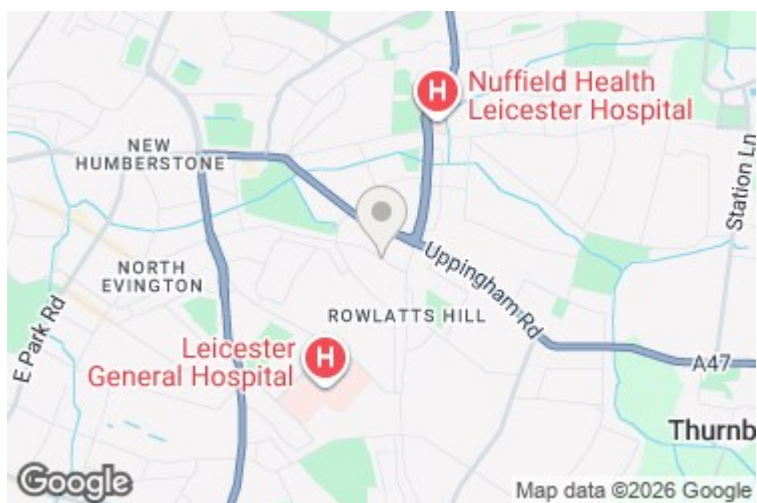 Nuffield Health
Leicester Hospital
H
NEW
HUMBERSTONE
Station Ln
Uppingham Rd
NORTH
EVINGTON
E Park Rd
ROWLATTS HILL
Leicester
General Hospital
H
A47
Thurnb
Google
Map data ©2026 Google